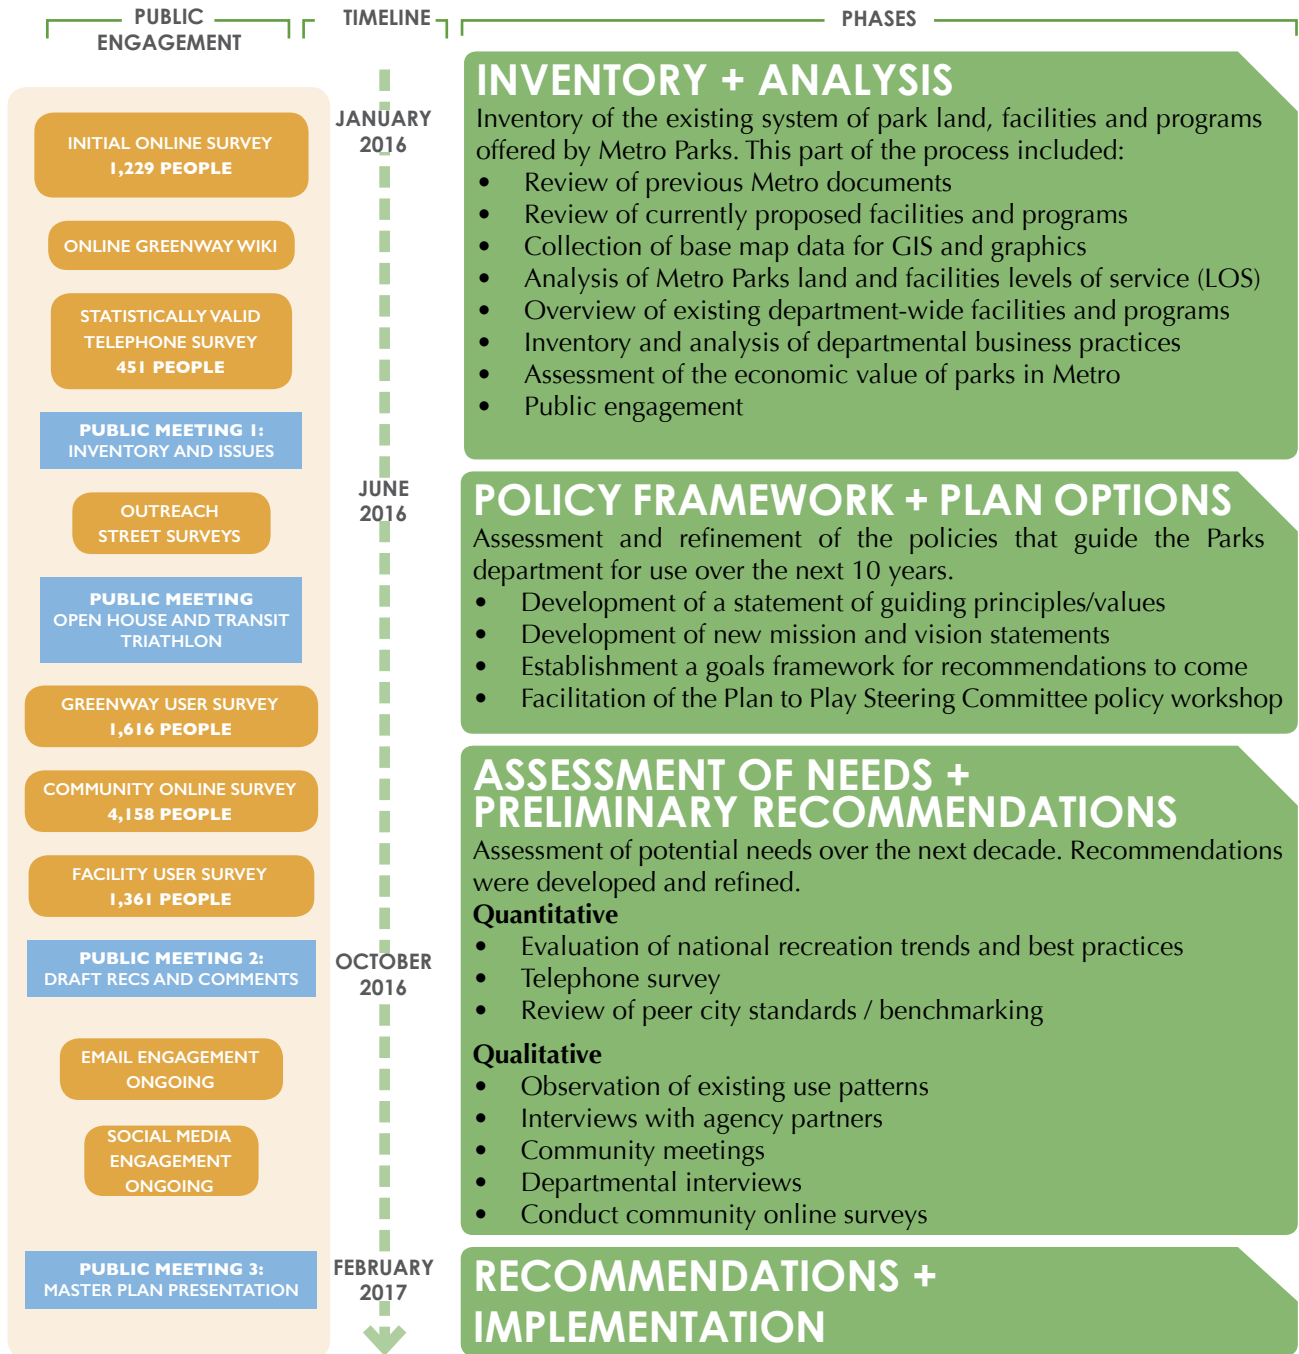 PUBLIC
ENGAGEMENT
TIMELINE
PHASES
INITIAL ONLINE SURVEY
1,229 PEOPLE
ONLINE GREENWAY WIKI
STATISTICALLY VALID
TELEPHONE SURVEY
451 PEOPLE
PUBLIC MEETING 1:
INVENTORY AND ISSUES
OUTREACH
STREET SURVEYS
PUBLIC MEETING
OPEN HOUSE AND TRANSIT
TRIATHLON
GREENWAY USER SURVEY
1,616 PEOPLE
COMMUNITY ONLINE SURVEY
4,158 PEOPLE
FACILITY USER SURVEY
1,361 PEOPLE
PUBLIC MEETING 2:
DRAFT RECS AND COMMENTS
EMAIL ENGAGEMENT
ONGOING
SOCIAL MEDIA
ENGAGEMENT
ONGOING
PUBLIC MEETING 3:
MASTER PLAN PRESENTATION
JANUARY
2016
JUNE
2016
OCTOBER
2016
FEBRUARY
2017
INVENTORY + ANALYSIS
Inventory of the existing system of park land, facilities and programs
offered by Metro Parks. This part of the process included:
• Review of previous Metro documents
• Review of currently proposed facilities and programs
• Collection of base map data for GIS and graphics
• Analysis of Metro Parks land and facilities levels of service (LOS)
• Overview of existing department-wide facilities and programs
• Inventory and analysis of departmental business practices
• Assessment of the economic value of parks in Metro
• Public engagement
POLICY FRAMEWORK + PLAN OPTIONS
Assessment and refinement of the policies that guide the Parks
department for use over the next 10 years.
• Development of a statement of guiding principles/values
• Development of new mission and vision statements
• Establishment a goals framework for recommendations to come
• Facilitation of the Plan to Play Steering Committee policy workshop
ASSESSMENT OF NEEDS +
PRELIMINARY RECOMMENDATIONS
Assessment of potential needs over the next decade. Recommendations
were developed and refined.
Quantitative
• Evaluation of national recreation trends and best practices
• Telephone survey
• Review of peer city standards / benchmarking
Qualitative
• Observation of existing use patterns
• Interviews with agency partners
• Community meetings
• Departmental interviews
• Conduct community online surveys
RECOMMENDATIONS +
IMPLEMENTATION